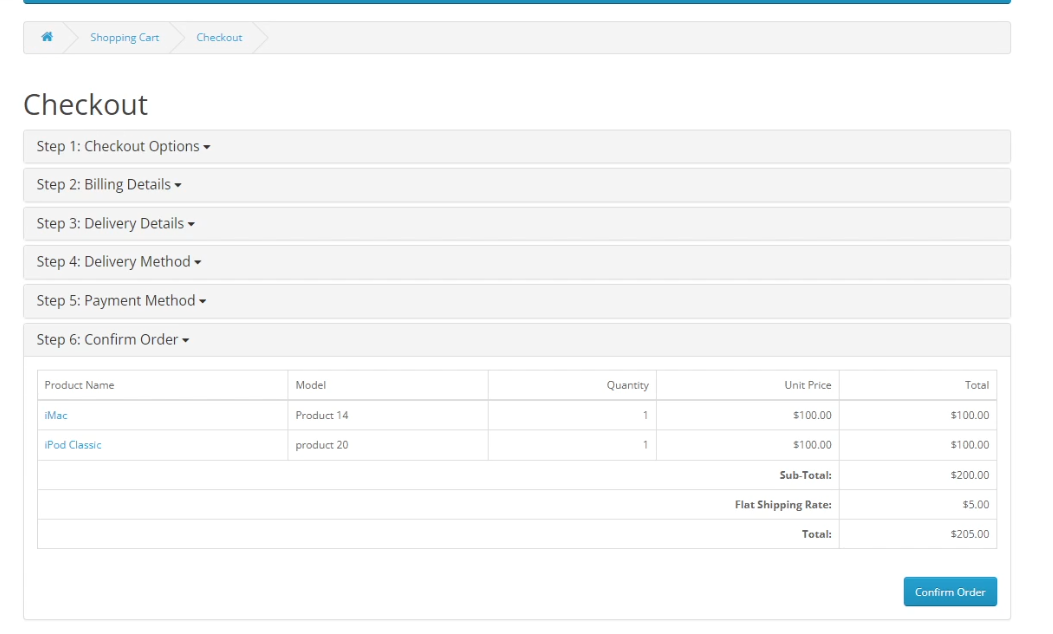 Shopping Cart Checkout
Checkout
Step 1: Checkout Options
Step 2: Billing Details
Step 3: Delivery Details
Step 4: Delivery Method
Step 5: Payment Method
Step 6: Confirm Order
Product Name Model Quantity Unit Price Total
iMac Product 14 1 $100.00 $100.00
iPod Classic product 20 1 $100.00 $100.00
Sub-Total: $200.00
Flat Shipping Rate: $5.00
Total: $205.00
Confirm Order